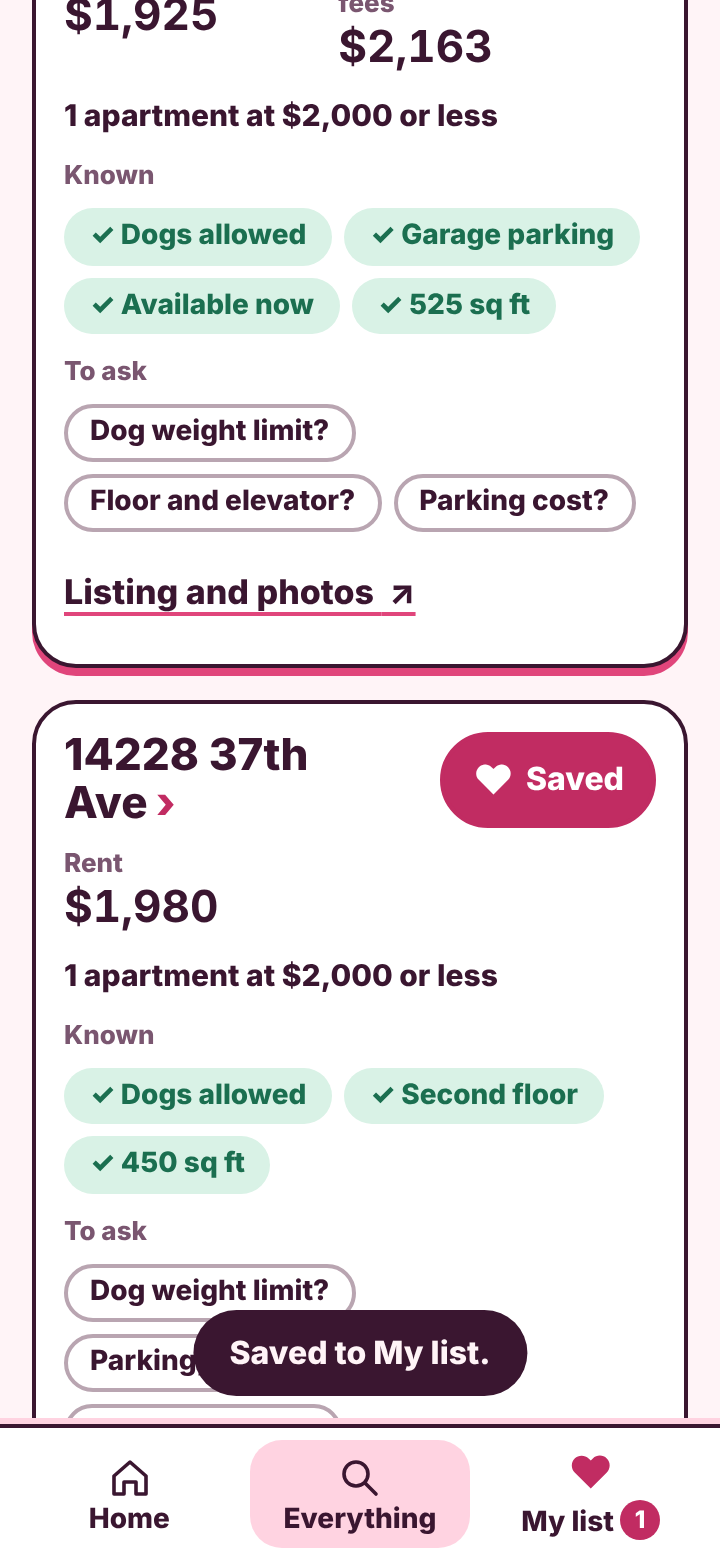 fees
$1,925
$2,163
1 apartment at $2,000 or less
Known
✓ Dogs allowed
✓ Garage parking
✓ Available now
✓ 525 sq ft
To ask
Dog weight limit?
Floor and elevator?
Parking cost?
Listing and photos ↗
14228 37th
Ave ›
Saved
Rent
$1,980
1 apartment at $2,000 or less
Known
✓ Dogs allowed
✓ Second floor
✓ 450 sq ft
To ask
Dog weight limit?
Parking
Saved to My list.
Home
Everything
My list 1